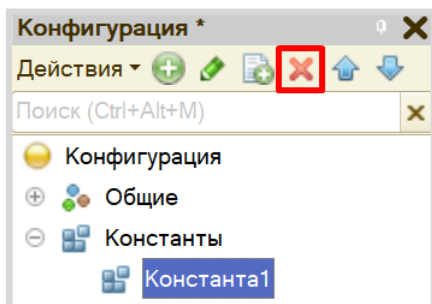 Конфигурация *
Действия
Поиск (Ctrl+Alt+M)
Конфигурация
Общие
Константы
Константа1